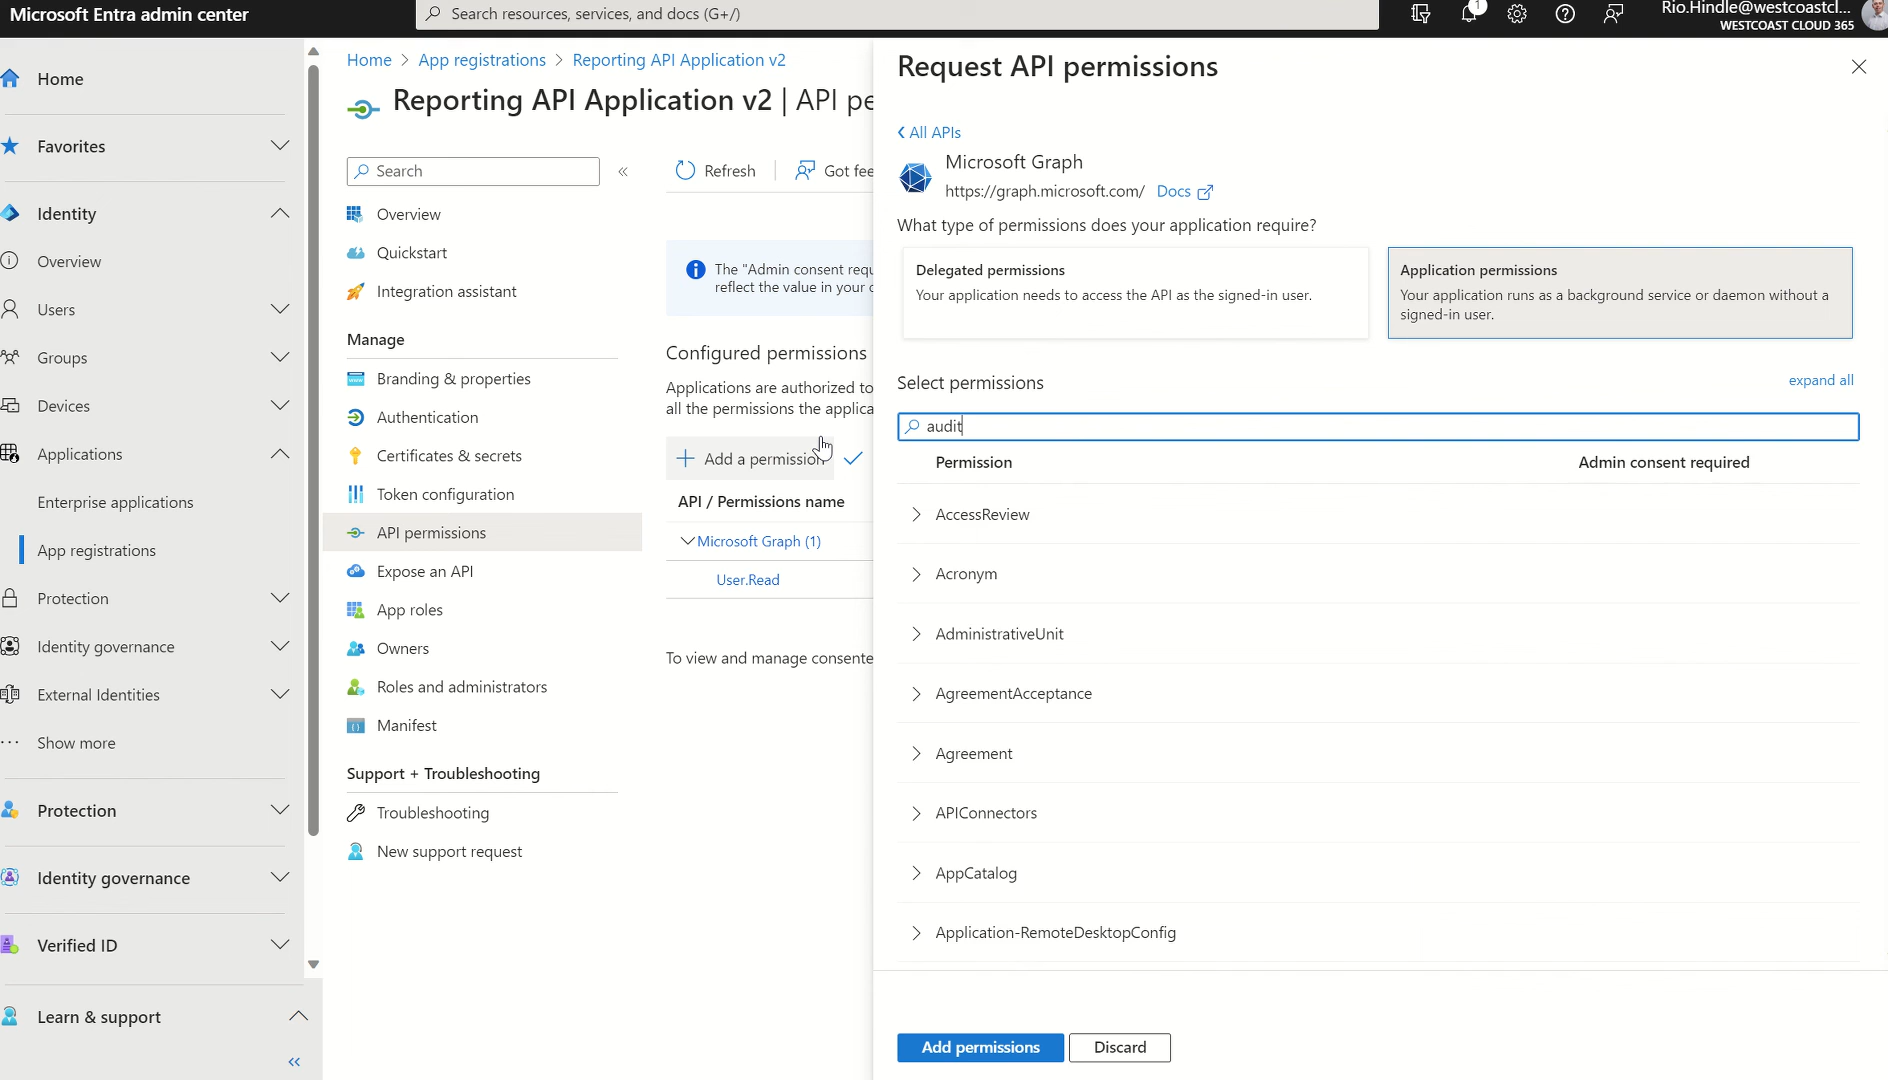 Microsoft Entra admin center
Search resources, services, and docs (G+/)
1
Rio.Hindle@westcoastcl...
WESTCOAST CLOUD 365
Home
Favorites
Identity
Overview
Users
Groups
Devices
Applications
Enterprise applications
App registrations
Protection
Identity governance
External Identities
Show more
Protection
Identity governance
Verified ID
Learn & support
Home > App registrations > Reporting API Application v2
Reporting API Application v2 | API pe
Search
Overview
Quickstart
Integration assistant
Manage
Branding & properties
Authentication
Certificates & secrets
Token configuration
API permissions
Expose an API
App roles
Owners
Roles and administrators
Manifest
Support + Troubleshooting
Troubleshooting
New support request
Refresh
Got fee
The "Admin consent requ
reflect the value in your o
Configured permissions
Applications are authorized to
all the permissions the applica
Add a permission
API / Permissions name
Microsoft Graph (1)
User.Read
To view and manage consente
Request API permissions
All APIs
Microsoft Graph
https://graph.microsoft.com/ Docs
What type of permissions does your application require?
Delegated permissions
Your application needs to access the API as the signed-in user.
Application permissions
Your application runs as a background service or daemon without a
signed-in user.
Select permissions
expand all
audit
Permission
Admin consent required
AccessReview
Acronym
AdministrativeUnit
AgreementAcceptance
Agreement
APIConnectors
AppCatalog
Application-RemoteDesktopConfig
Add permissions
Discard